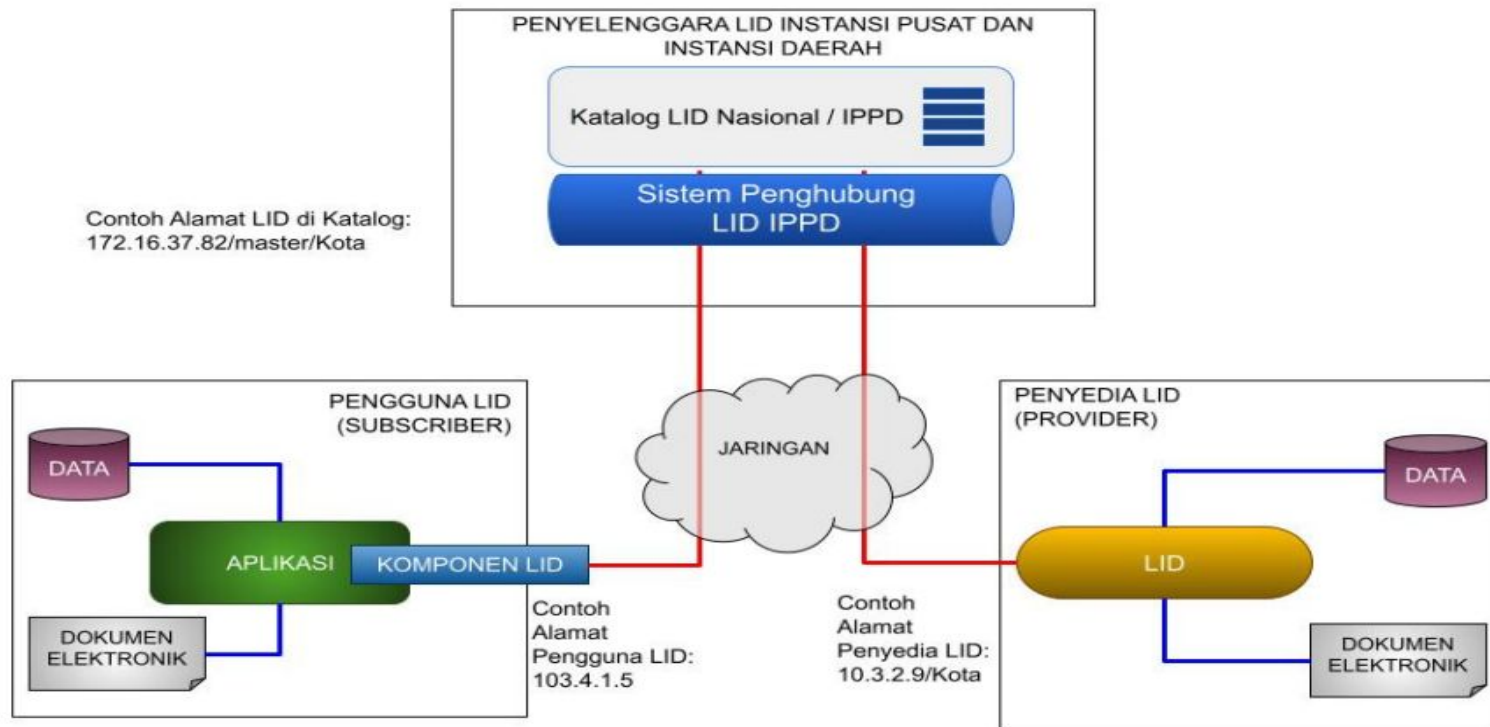 PENYELENGGARA LID INSTANSI PUSAT DAN
INSTANSI DAERAH
Katalog LID Nasional / IPPD
Sistem Penghubung
LID IPPD
Contoh Alamat LID di Katalog:
172.16.37.82/master/Kota
PENGGUNA LID
(SUBSCRIBER)
DATA
APLIKASI
KOMPONEN LID
DOKUMEN
ELEKTRONIK
Contoh
Alamat
Pengguna LID:
103.4.1.5
JARINGAN
Contoh
Alamat
Penyedia LID:
10.3.2.9/Kota
PENYEDIA LID
(PROVIDER)
DATA
LID
DOKUMEN
ELEKTRONIK